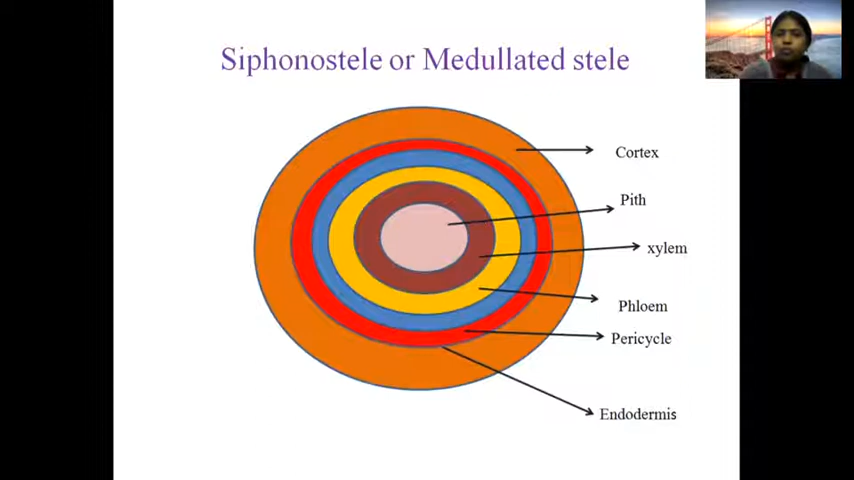 Siphonostele or Medullated stele
Cortex
Pith
xylem
Phloem
Pericycle
Endodermis